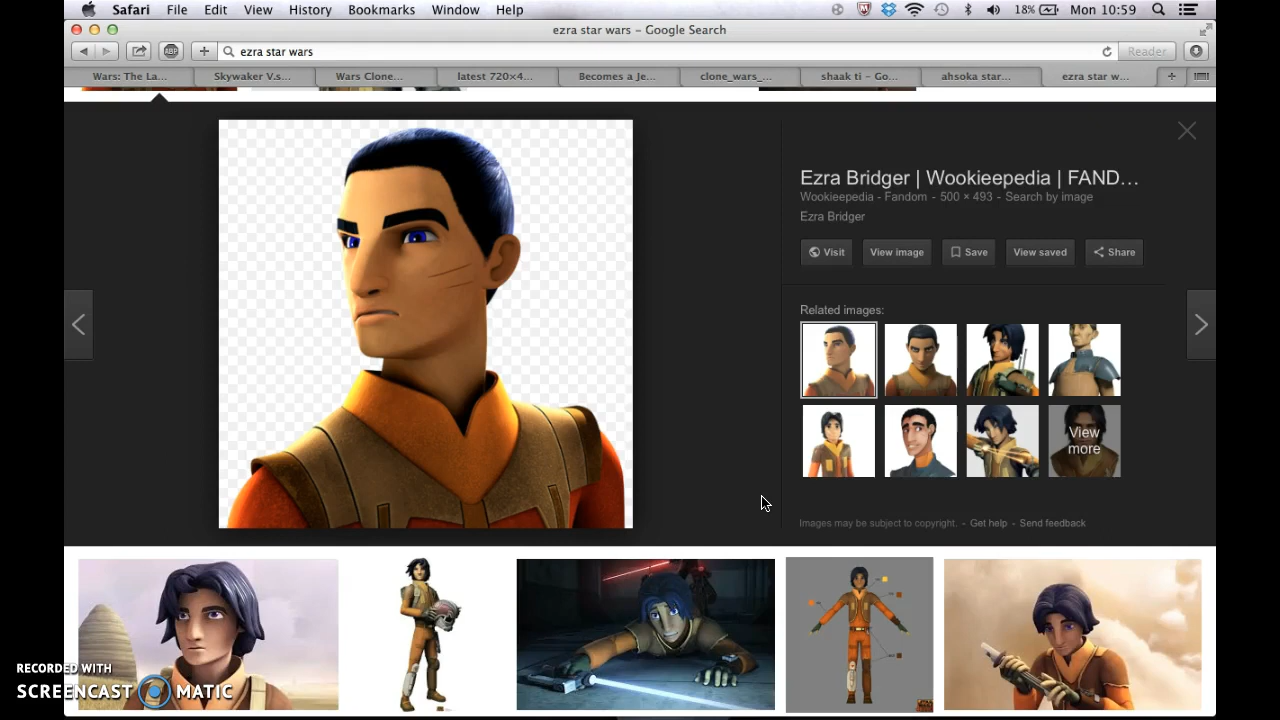 Safari File Edit View History Bookmarks Window Help 18% Mon 10:59
ezra star wars – Google Search
ABP ezra star wars Reader
Wars: The La... Skywaker V.s... Wars Clone... latest 720×4... Becomes a Je... clone_wars_... shaak ti – Go... ahsoka star... ezra star w...
Ezra Bridger | Wookieepedia | FAND...
Wookieepedia - Fandom - 500 × 493 - Search by image
Ezra Bridger
Visit View image Save View saved Share
Related images:
View
more
Images may be subject to copyright. - Get help - Send feedback
RECORDED WITH
SCREENCAST MATIC